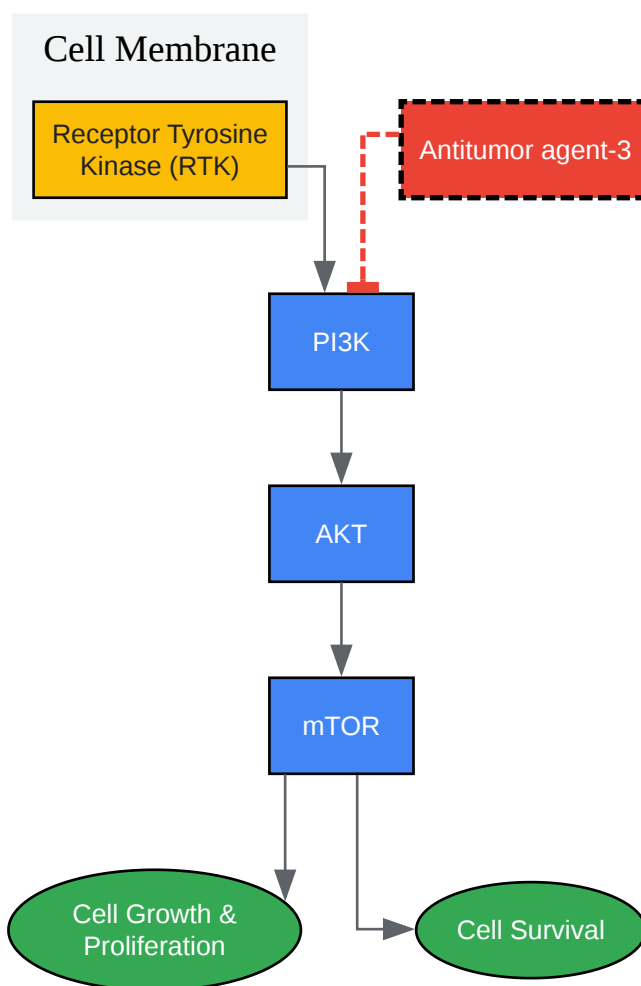 Cell Membrane
Receptor Tyrosine
Kinase (RTK)
Antitumor agent-3
PI3K
AKT
mTOR
Cell Growth &
Proliferation
Cell Survival